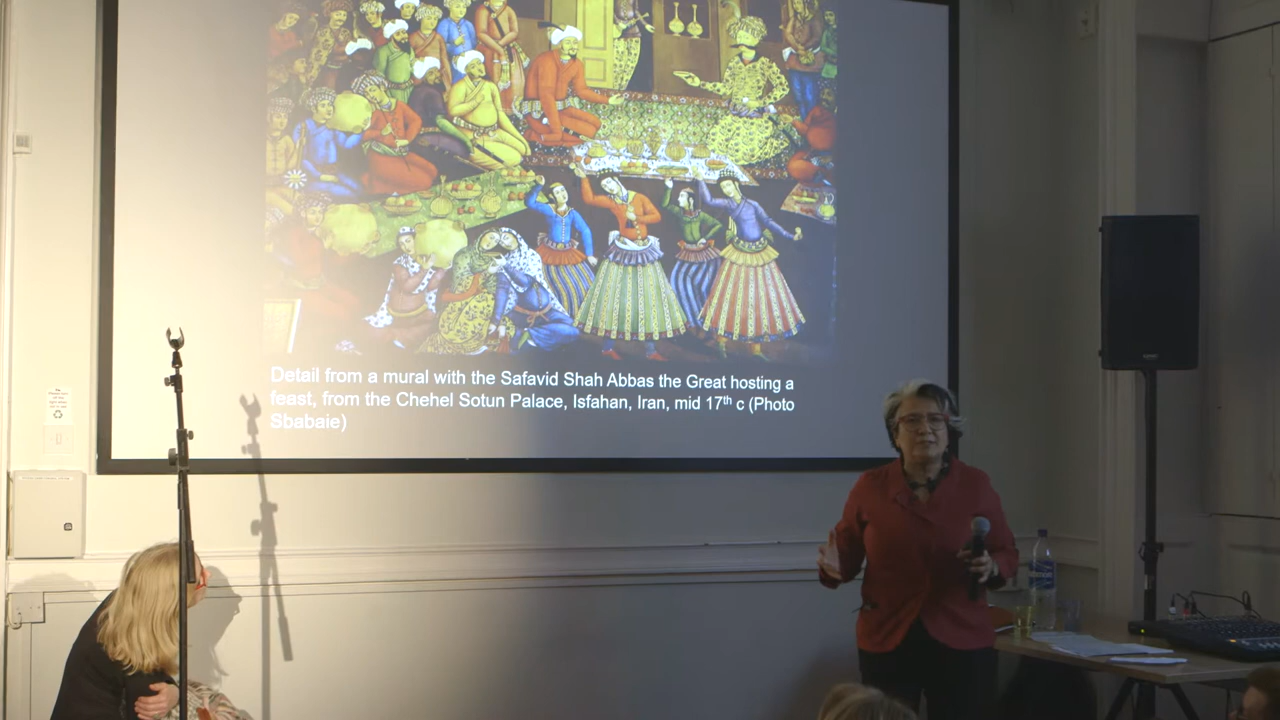 Detail from a mural with the Safavid Shah Abbas the Great hosting a
feast, from the Chehel Sotun Palace, Isfahan, Iran, mid 17th c (Photo
Sbabaie)